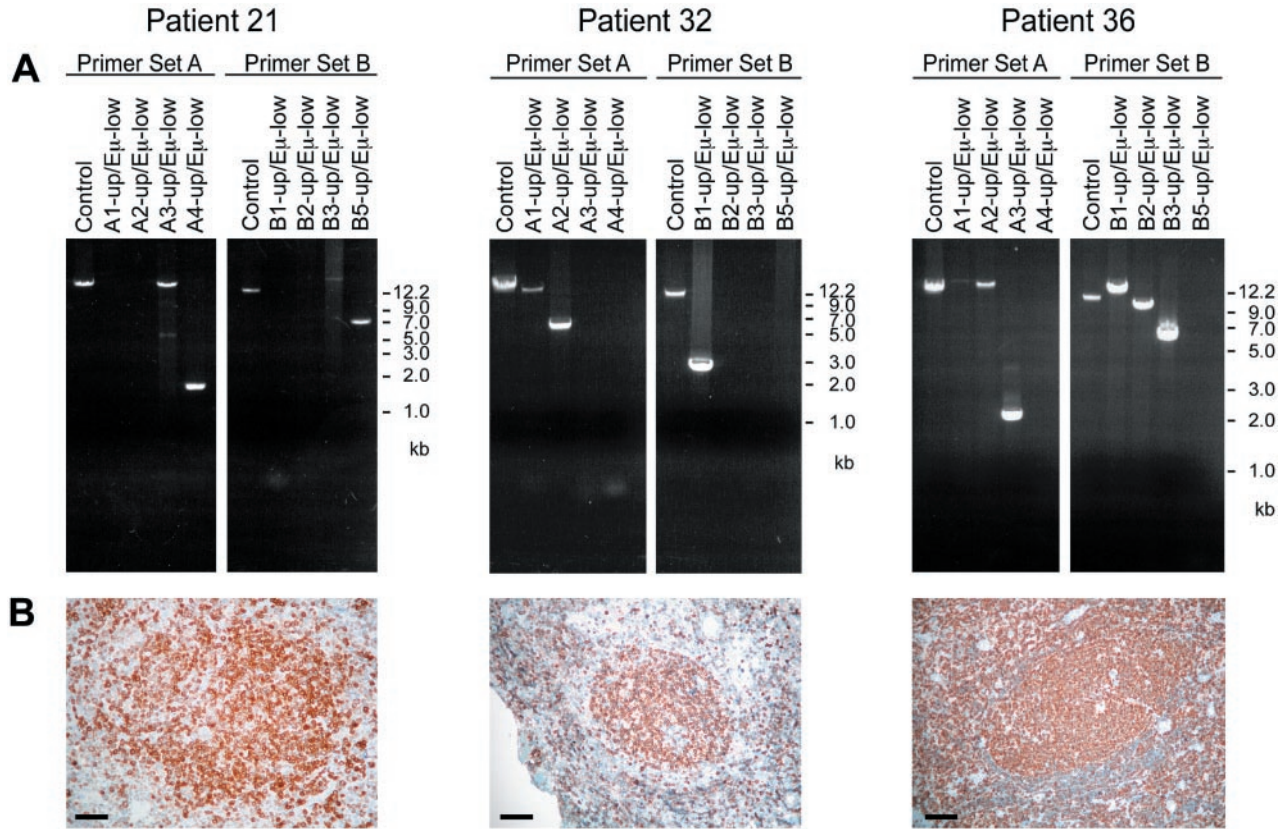 Patient 21
Patient 32
Patient 36
A
Primer Set A
Primer Set B
Primer Set A
Primer Set B
Primer Set A
Primer Set B
Control
A1-up/Eμ-low
A2-up/Eμ-low
A3-up/Eμ-low
A4-up/Eμ-low
Control
B1-up/Eμ-low
B2-up/Eμ-low
B3-up/Eμ-low
B5-up/Eμ-low
Control
A1-up/Eμ-low
A2-up/Eμ-low
A3-up/Eμ-low
A4-up/Eμ-low
Control
B1-up/Eμ-low
B2-up/Eμ-low
B3-up/Eμ-low
B5-up/Eμ-low
Control
A1-up/Eμ-low
A2-up/Eμ-low
A3-up/Eμ-low
A4-up/Eμ-low
Control
B1-up/Eμ-low
B2-up/Eμ-low
B3-up/Eμ-low
B5-up/Eμ-low
- 12.2
- 9.0
- 7.0
- 5.0
- 3.0
- 2.0
- 1.0
kb
- 12.2
- 9.0
- 7.0
- 5.0
- 3.0
- 2.0
- 1.0
kb
- 12.2
- 9.0
- 7.0
- 5.0
- 3.0
- 2.0
- 1.0
kb
B